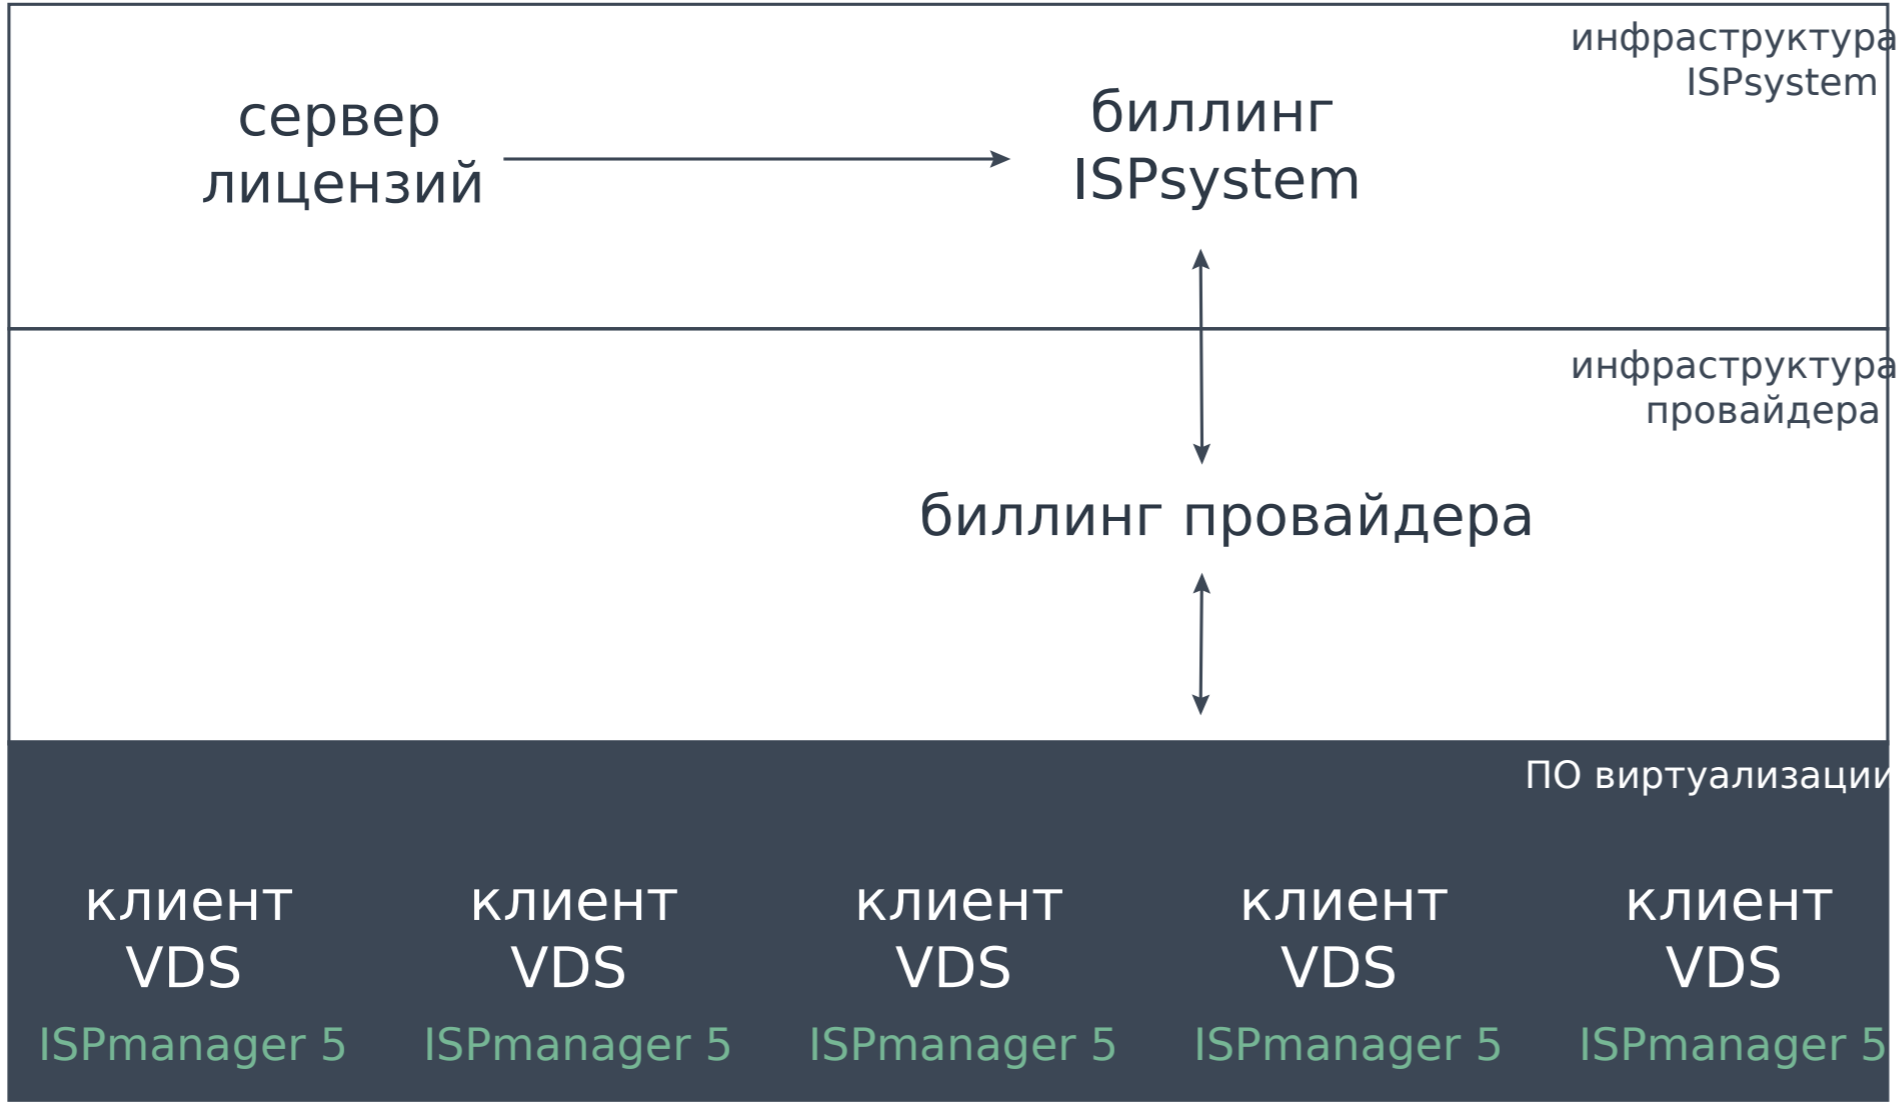 инфраструктура
ISPsystem
сервер
лицензий
биллинг
ISPsystem
инфраструктура
провайдера
биллинг провайдера
ПО виртуализации
клиент
VDS
ISPmanager 5
клиент
VDS
ISPmanager 5
клиент
VDS
ISPmanager 5
клиент
VDS
ISPmanager 5
клиент
VDS
ISPmanager 5